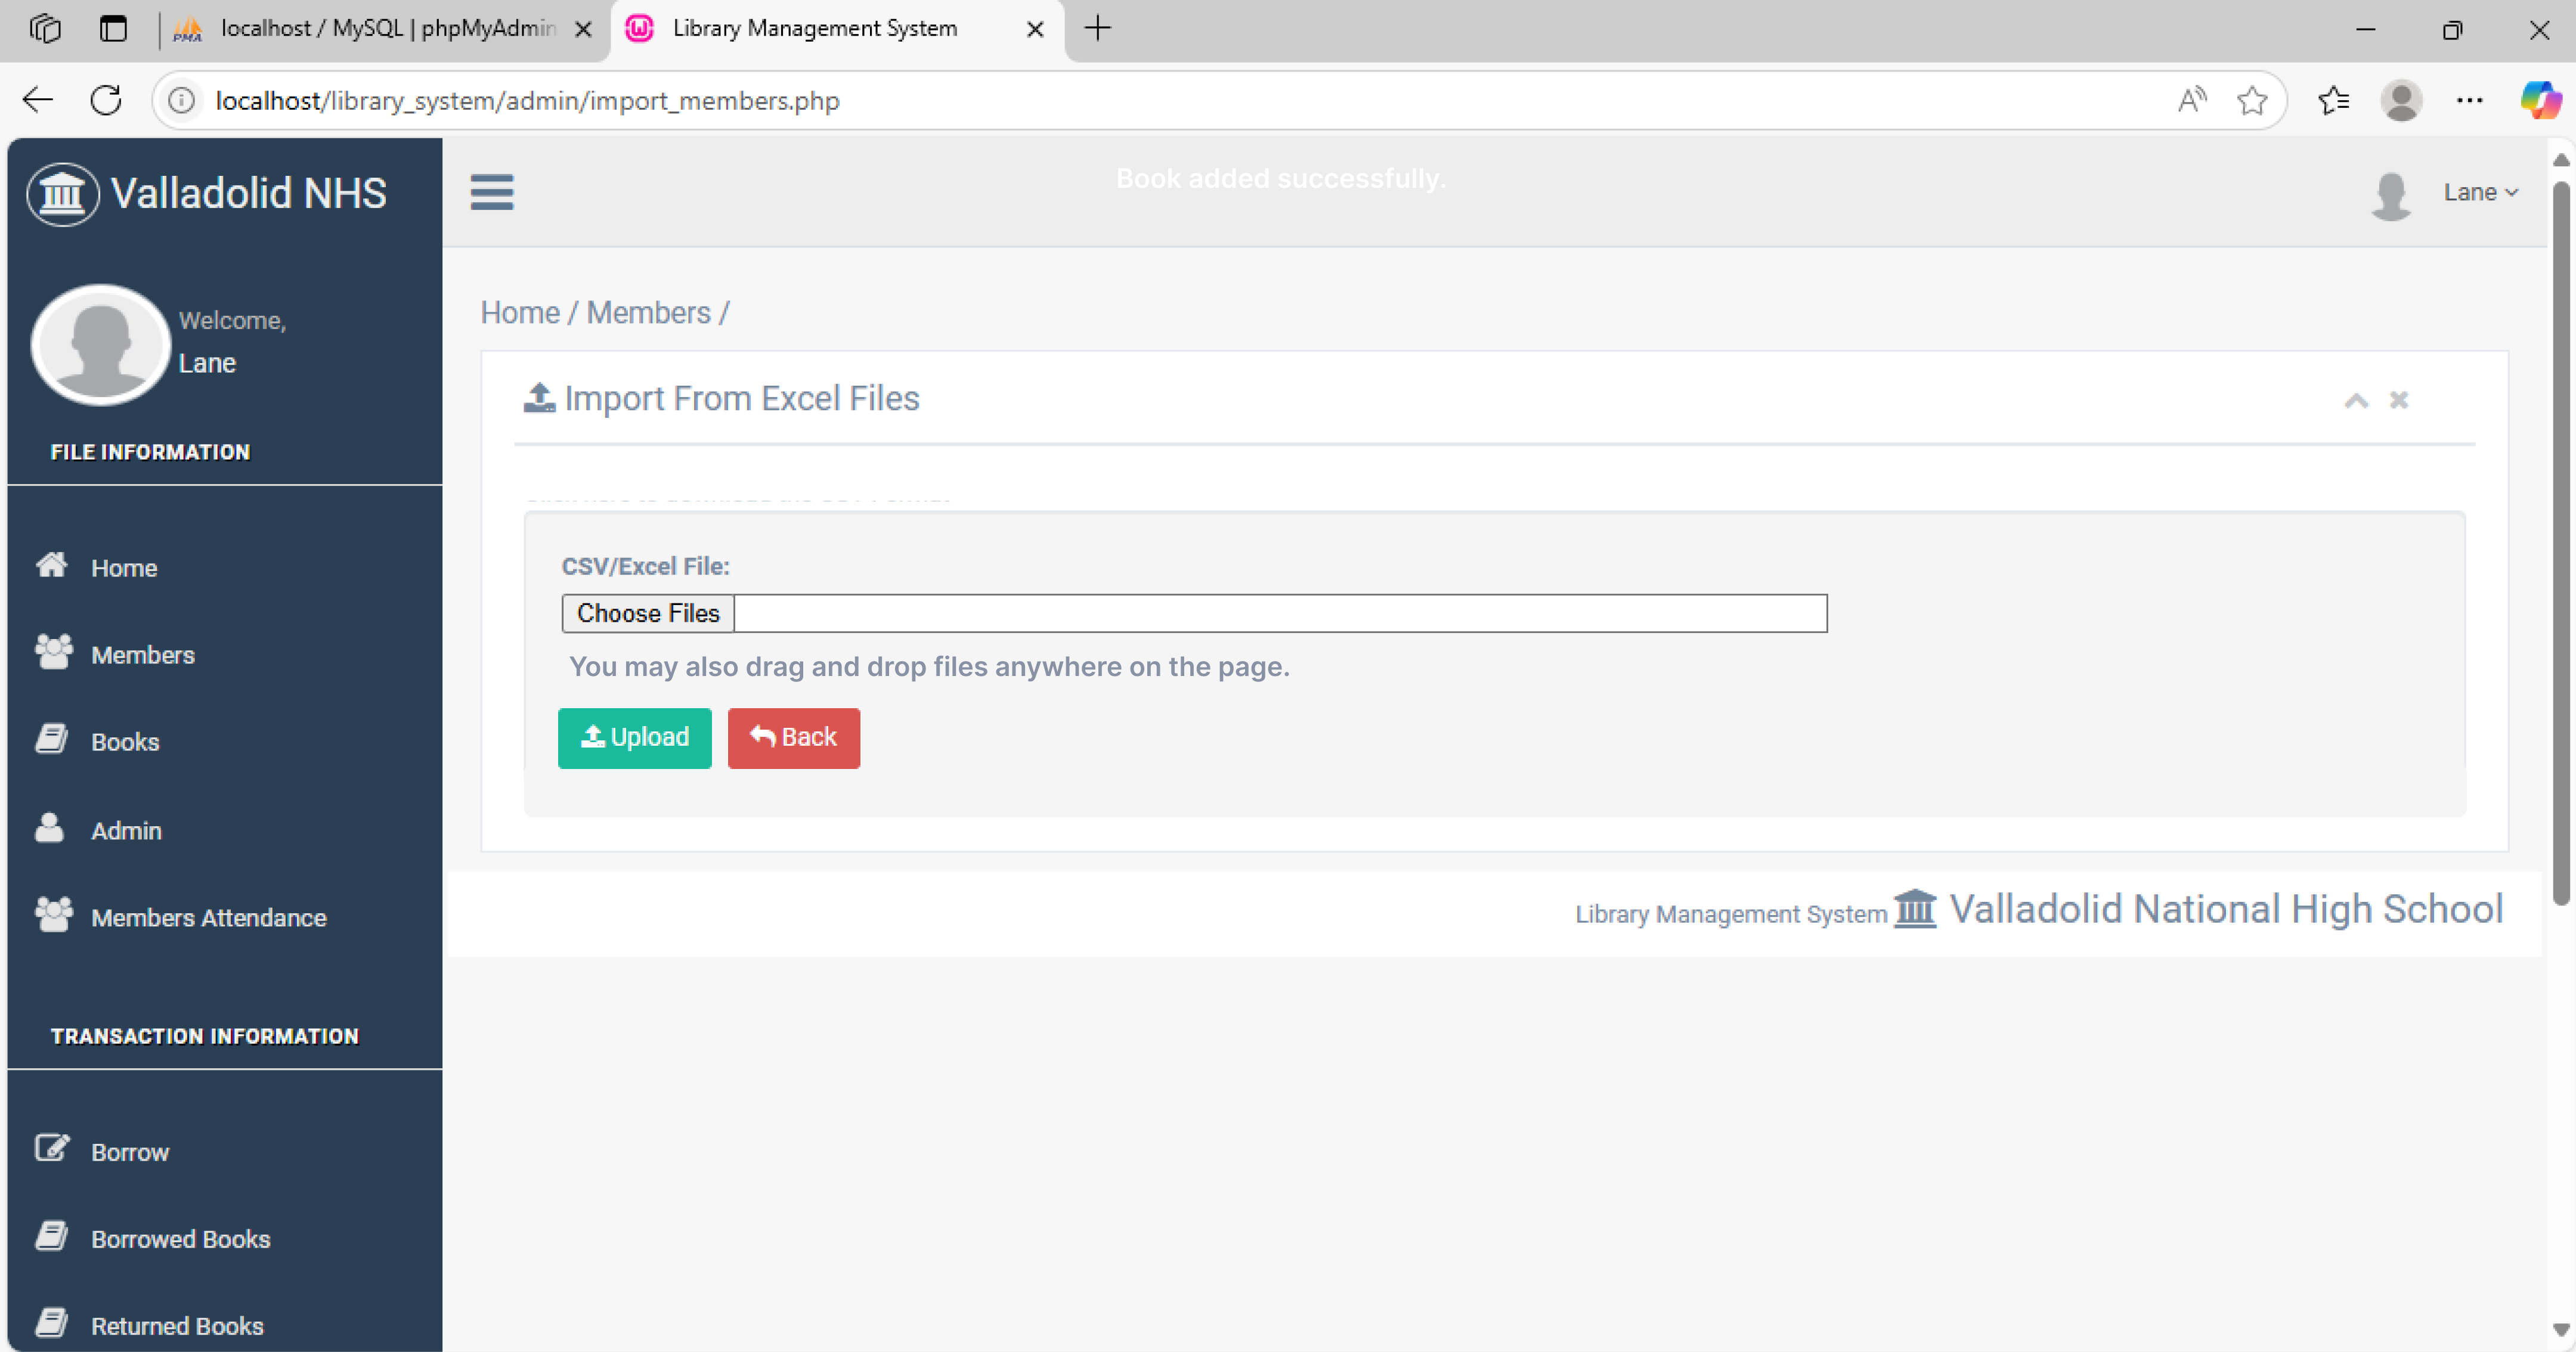 localhost / MySQL | phpMyAdmin
Library Management System
localhost/library_system/admin/import_members.php
Valladolid NHS
Book added successfully.
Lane
Welcome,
Lane
FILE INFORMATION
Home
Members
Books
Admin
Members Attendance
TRANSACTION INFORMATION
Borrow
Borrowed Books
Returned Books
Home / Members /
Import From Excel Files
CSV/Excel File:
Choose Files
You may also drag and drop files anywhere on the page.
Upload
Back
Library Management System Valladolid National High School